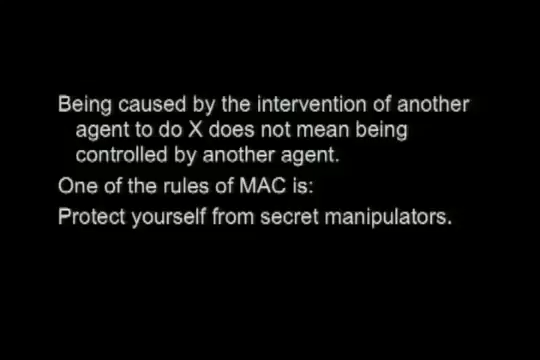 Being caused by the intervention of another
agent to do X does not mean being
controlled by another agent.
One of the rules of MAC is:
Protect yourself from secret manipulators.